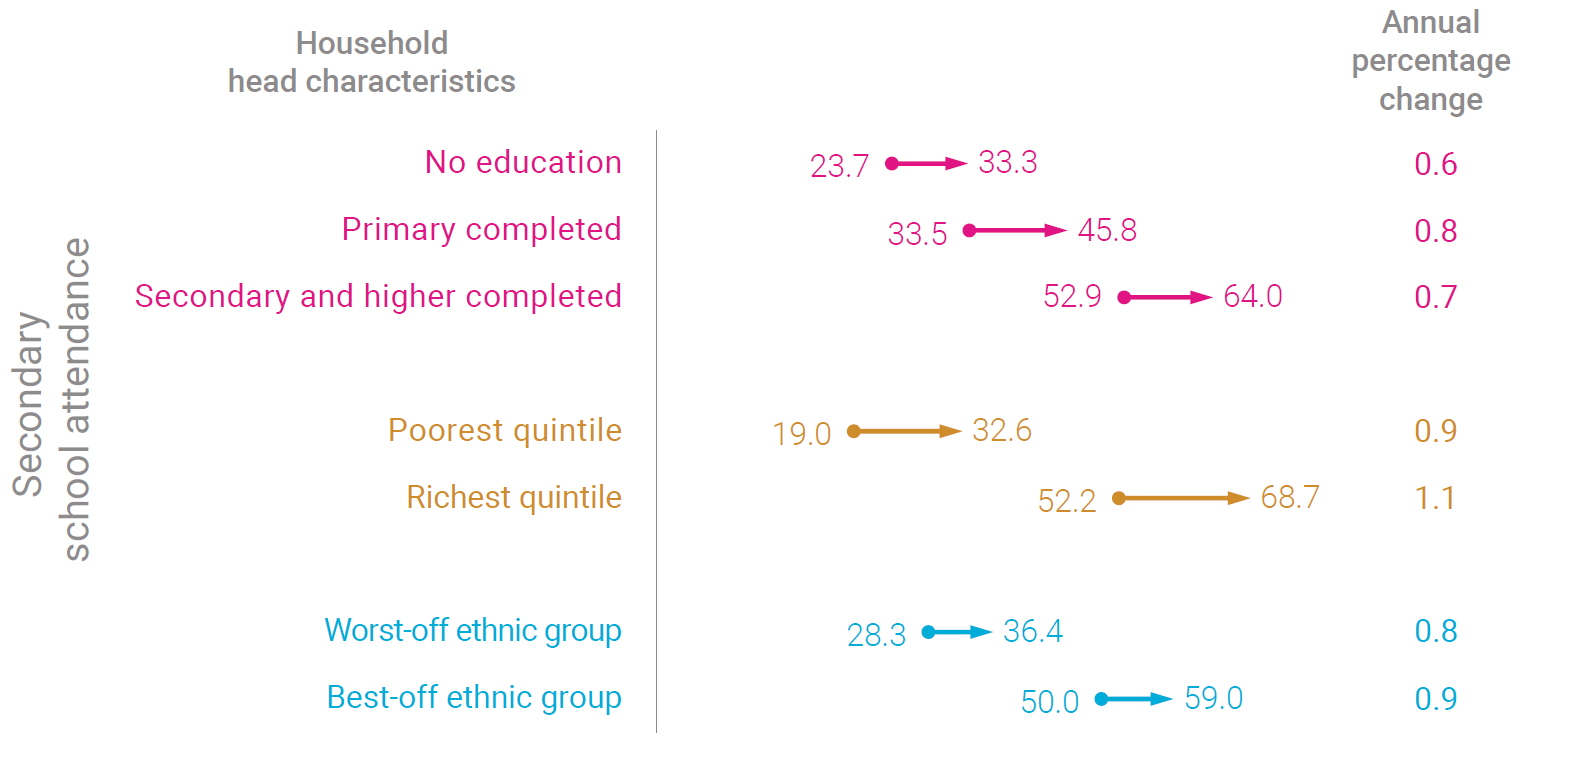 Household
head characteristics
Annual
percentage
change
Secondary
school attendance
No education 23.7 33.3 0.6
Primary completed 33.5 45.8 0.8
Secondary and higher completed 52.9 64.0 0.7
Poorest quintile 19.0 32.6 0.9
Richest quintile 52.2 68.7 1.1
Worst-off ethnic group 28.3 36.4 0.8
Best-off ethnic group 50.0 59.0 0.9